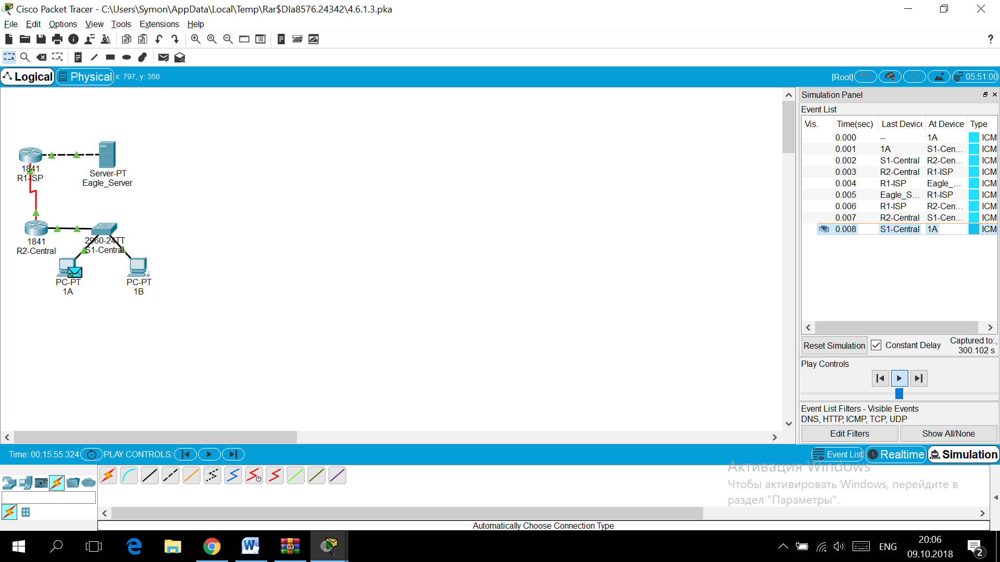 Cisco Packet Tracer - C:\Users\Symon\AppData\Local\Temp\Rar$DIa8576.24342\4.6.1.3.pka
File Edit Options View Tools Extensions Help
?
Logical Physical x: 797, y: 350 [Root] 05:51:00
Simulation Panel
Event List
Vis. Time(sec) Last Device At Device Type
0.000 -- 1A ICM
0.001 1A S1-Cen... ICM
0.002 S1-Central R2-Cen... ICM
0.003 R2-Central R1-ISP ICM
0.004 R1-ISP Eagle_... ICM
0.005 Eagle_S... R1-ISP ICM
0.006 R1-ISP R2-Cen... ICM
0.007 R2-Central S1-Cen... ICM
0.008 S1-Central 1A ICM
1841
R1-ISP
Server-PT
Eagle_Server
1841
R2-Central
2960-24TT
S1-Central
PC-PT
1A
PC-PT
1B
Reset Simulation Constant Delay Captured to:*
300.102 s
Play Controls
Event List Filters - Visible Events
DNS, HTTP, ICMP, TCP, UDP
Edit Filters Show All/None
Time: 00:15:55.324 PLAY CONTROLS: Event List Realtime Simulation
Активация Windows
Чтобы активировать Windows, перейдите в
раздел "Параметры".
Automatically Choose Connection Type
ENG
20:06
09.10.2018
2